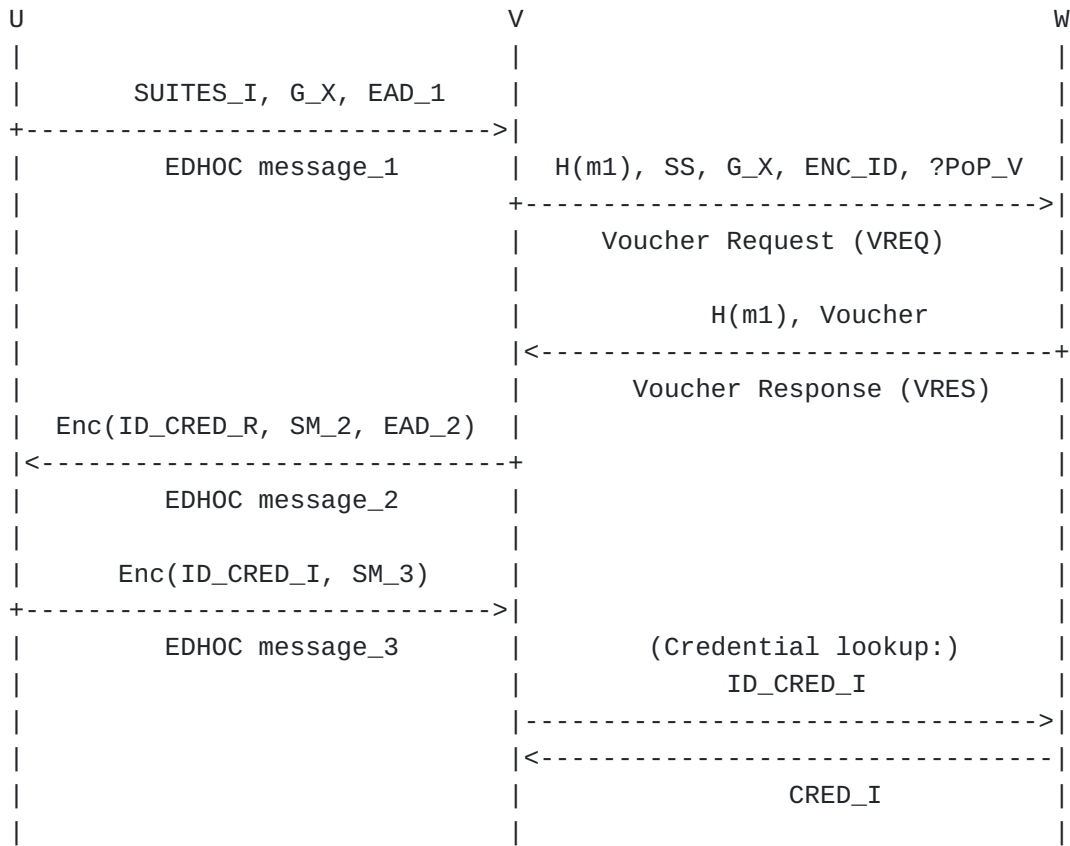 U V W
SUITES_I, G_X, EAD_1
EDHOC message_1 H(m1), SS, G_X, ENC_ID, ?PoP_V
Voucher Request (VREQ)
H(m1), Voucher
Voucher Response (VRES)
Enc(ID_CRED_R, SM_2, EAD_2)
EDHOC message_2
Enc(ID_CRED_I, SM_3)
EDHOC message_3 (Credential lookup:)
ID_CRED_I
CRED_I